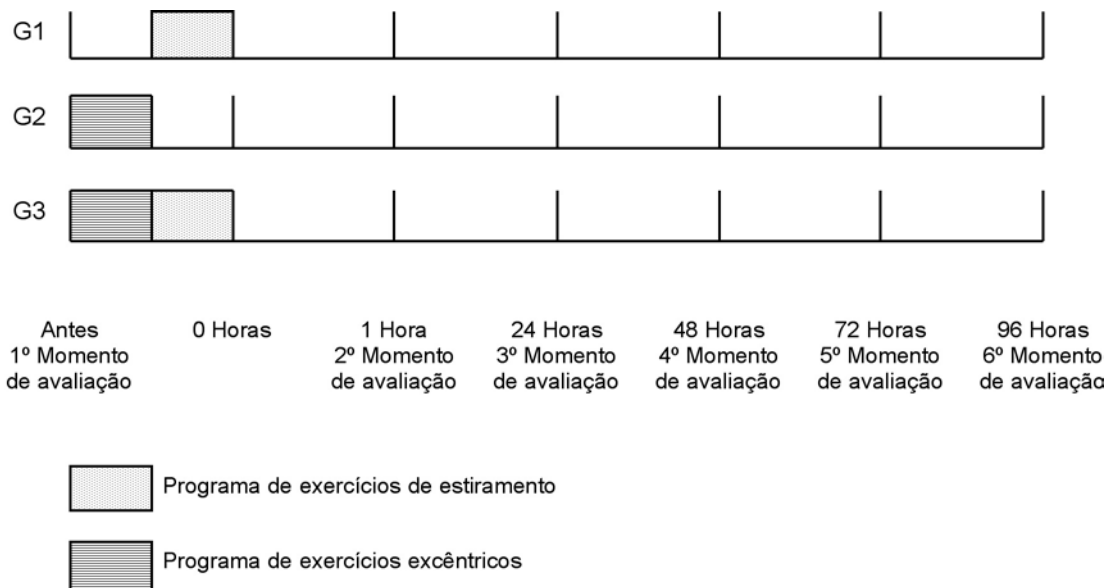 G1
G2
G3
Antes
1º Momento
de avaliação
0 Horas
1 Hora
2º Momento
de avaliação
24 Horas
3º Momento
de avaliação
48 Horas
4º Momento
de avaliação
72 Horas
5º Momento
de avaliação
96 Horas
6º Momento
de avaliação
Programa de exercícios de estiramento
Programa de exercícios excêntricos